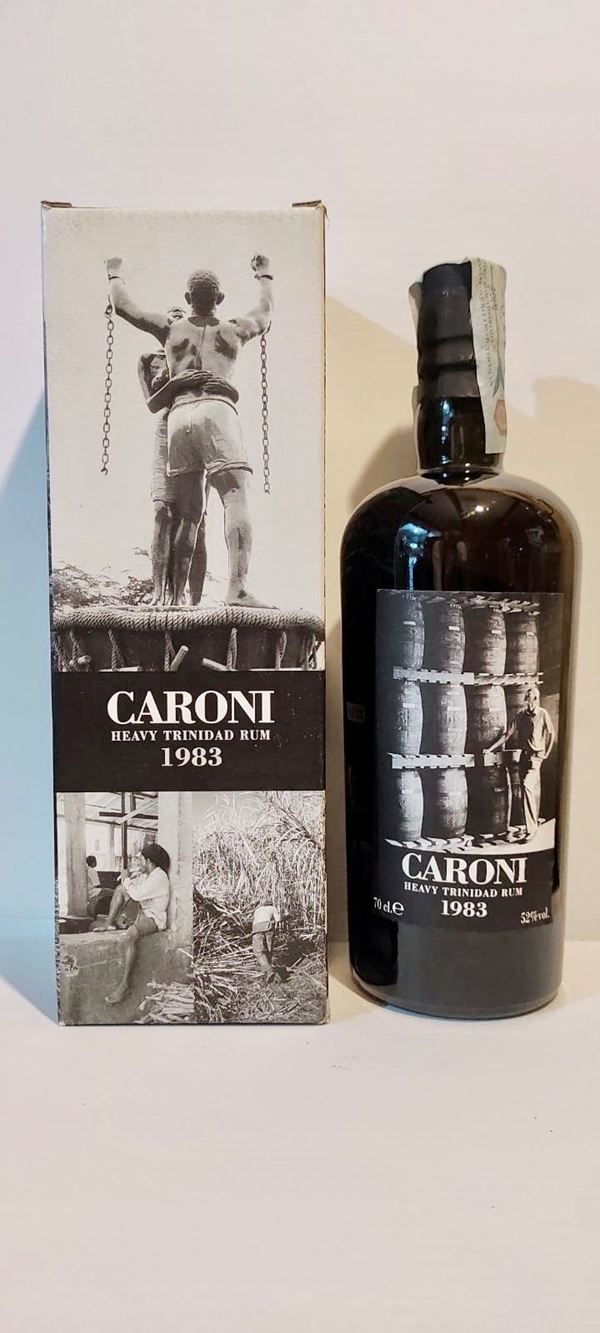 CARONI
HEAVY TRINIDAD RUM
1983
CARONI
HEAVY TRINIDAD RUM
70 cl.e 1983 52%vol.